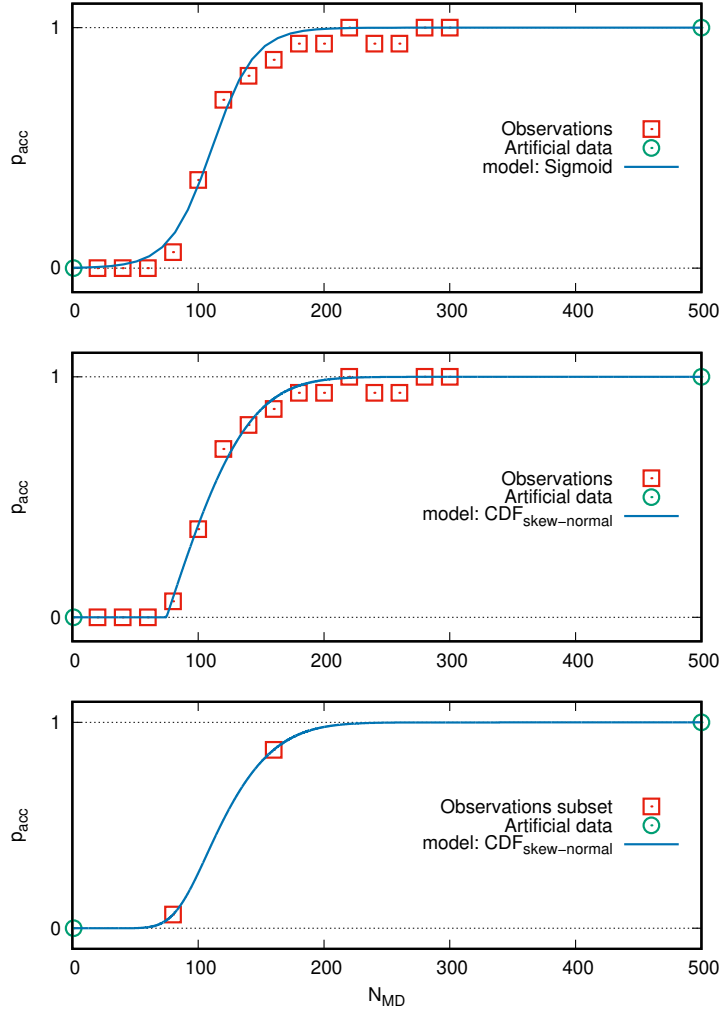 1
p_acc
Observations
Artificial data
model: Sigmoid
0
0 100 200 300 400 500
1
p_acc
Observations
Artificial data
model: CDF_skew−normal
0
0 100 200 300 400 500
1
p_acc
Observations subset
Artificial data
model: CDF_skew−normal
0
0 100 200 300 400 500
N_MD